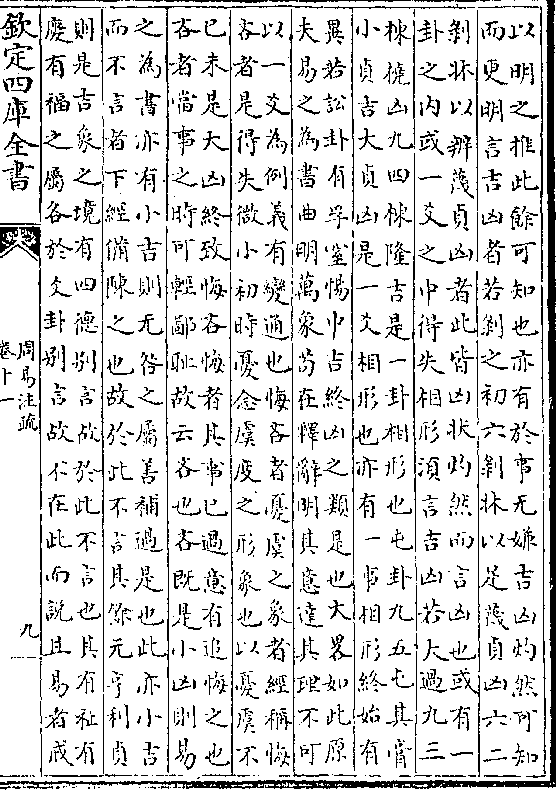 以明之推此餘可知也亦有於事无嫌吉凶灼然可知
而更明言吉凶者若剝之初六剝牀以足蔑貞凶六二
剝牀以辨蔑貞凶者此皆凶狀灼然而言凶也或有一
卦之內或一爻之中得失相形須言吉凶若大過九三
棟橈凶九四棟隆吉是一卦相形也屯卦九五屯其膏
小貞吉大貞凶是一爻相形也亦有一事相形終始有
異若訟卦有孚窒惕中吉終凶之類是也大畧如此原
夫易之為書曲明萬象苟在釋辭明其意達其理不可
以一爻為例義有變通也悔吝者憂虞之象者經稱悔
吝者是得失微小初時憂念虞度之形象也以憂虞不
已未是大凶終致悔吝悔者其事已過意有追悔之也
吝者當事之時可輕鄙耻故云吝也吝既是小凶則易
之為書亦有小吉則无咎之屬善補過是也此亦小吉
而不言者下經備陳之也故於此不言其餘元亨利貞
則是吉象之境有四德別言故於此不言也其有祉有
慶有福之屬各於爻卦別言故不在此而說且易者戒
欽定四庫全書
周易注疏
卷十一
九